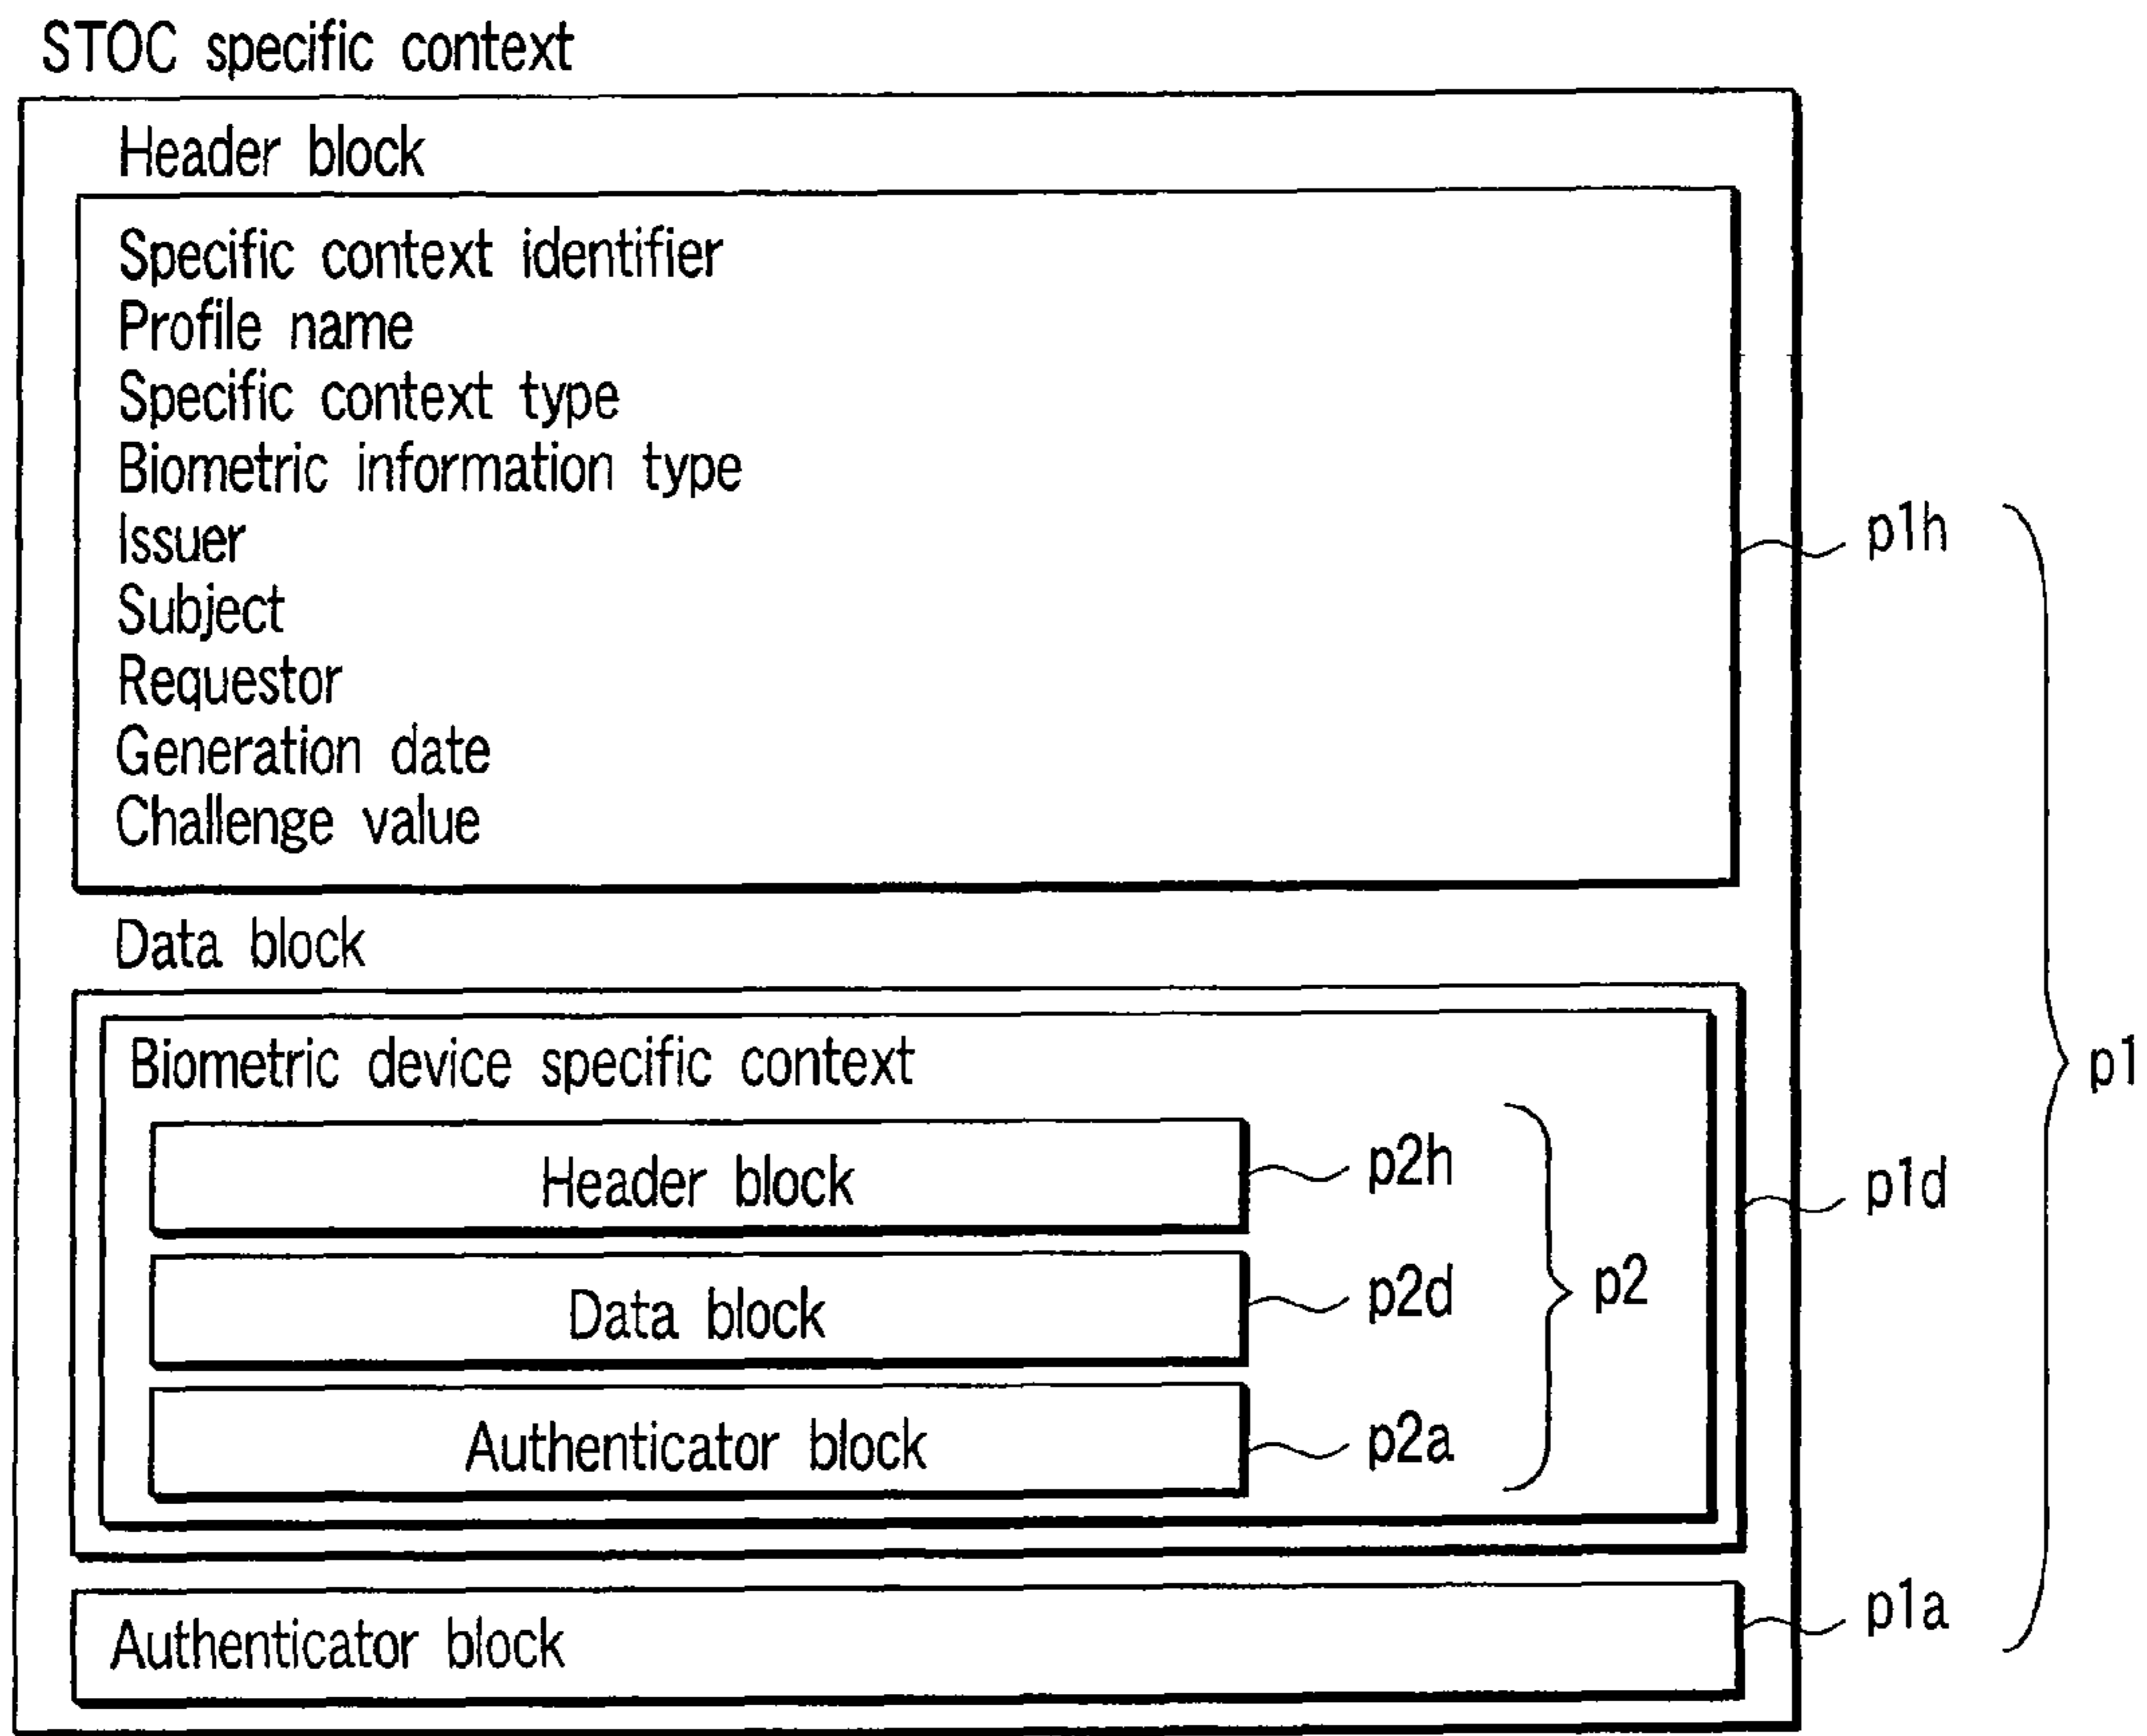 STOC specific context
Header block
Specific context identifier
Profile name
Specific context type
Biometric information type
Issuer
Subject
Requestor
Generation date
Challenge value
p1h
Data block
Biometric device specific context
Header block
p2h
Data block
p2d
Authenticator block
p2a
p2
p1d
p1
Authenticator block
p1a